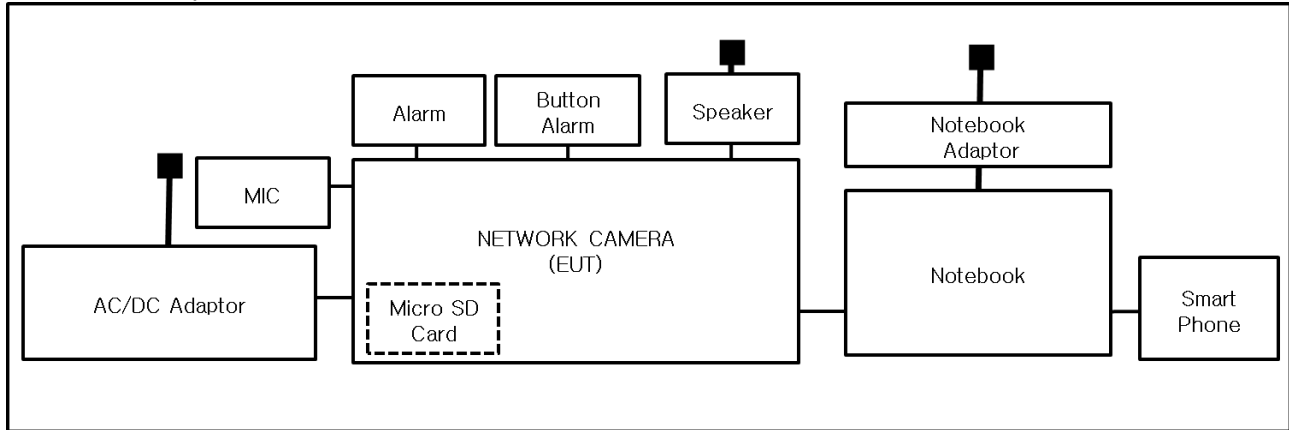 Alarm
Button
Alarm
Speaker
Notebook
Adaptor
MIC
NETWORK CAMERA
(EUT)
Notebook
AC/DC Adaptor
Micro SD
Card
Smart
Phone